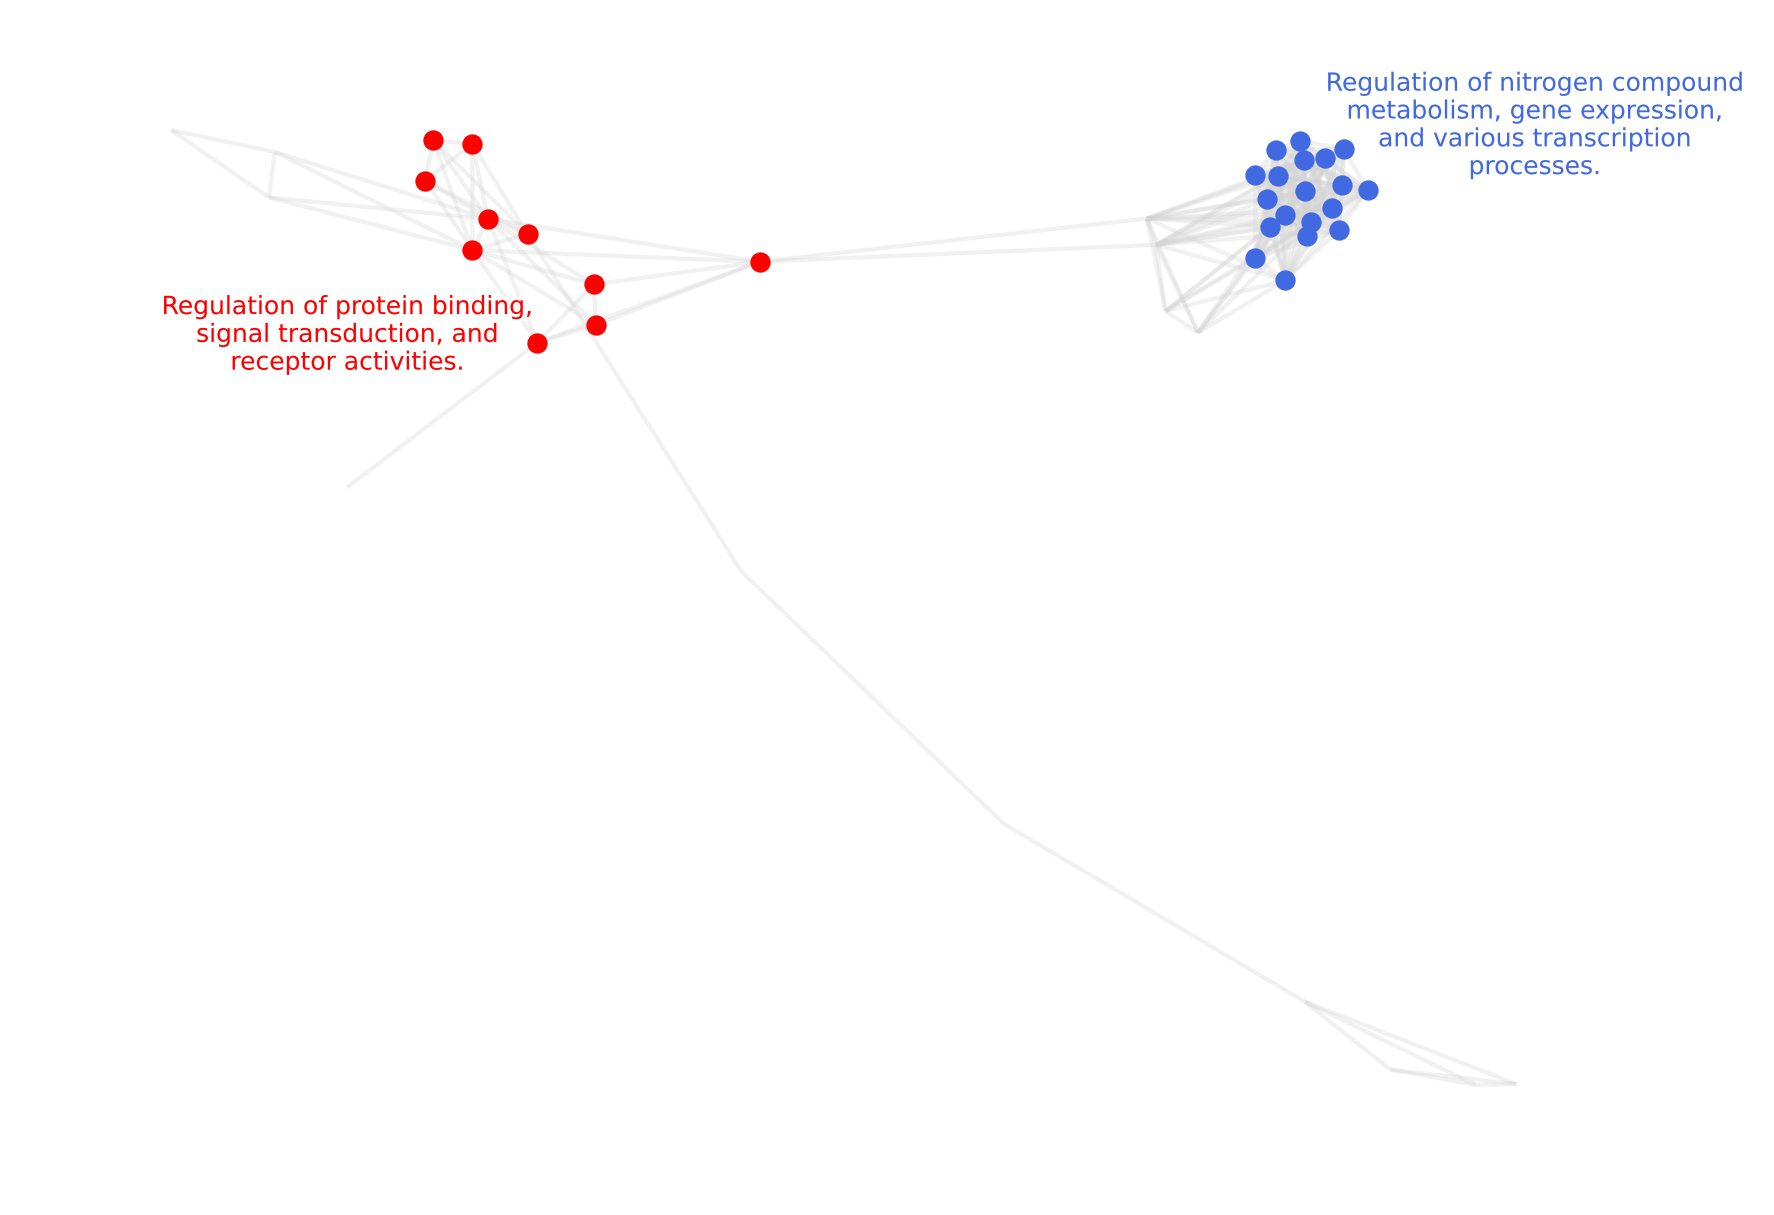 Regulation of nitrogen compound
metabolism, gene expression,
and various transcription
processes.
Regulation of protein binding,
signal transduction, and
receptor activities.